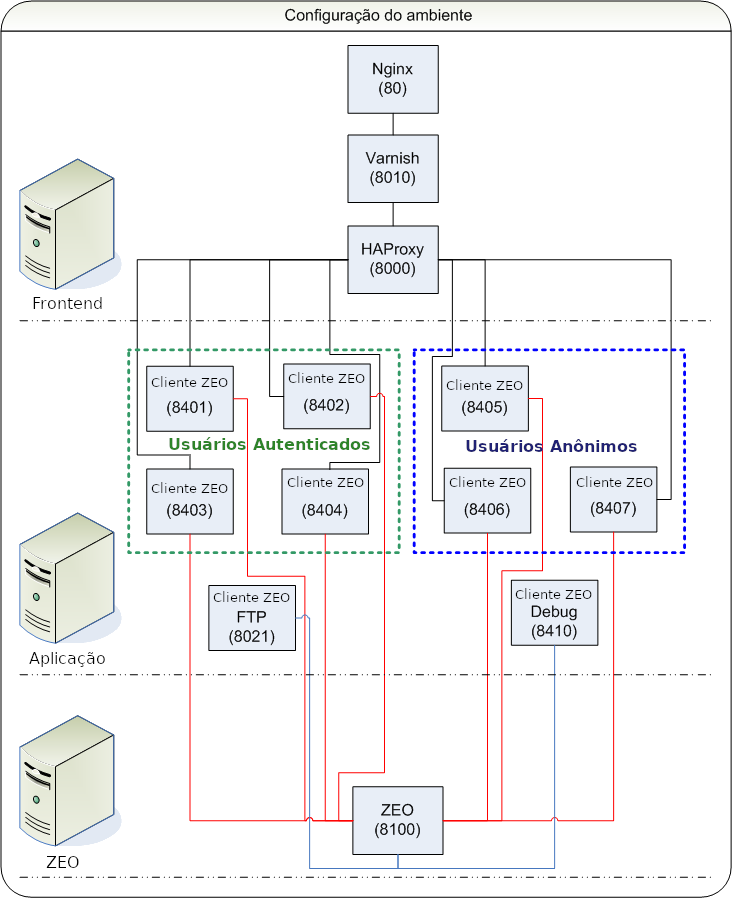 Configuração do ambiente
Nginx
(80)
Varnish
(8010)
HAProxy
(8000)
Frontend
Cliente ZEO
(8401)
Cliente ZEO
(8402)
Cliente ZEO
(8405)
Usuários Autenticados
Usuários Anônimos
Cliente ZEO
(8403)
Cliente ZEO
(8404)
Cliente ZEO
(8406)
Cliente ZEO
(8407)
Cliente ZEO
FTP
(8021)
Cliente ZEO
Debug
(8410)
Aplicação
ZEO
(8100)
ZEO